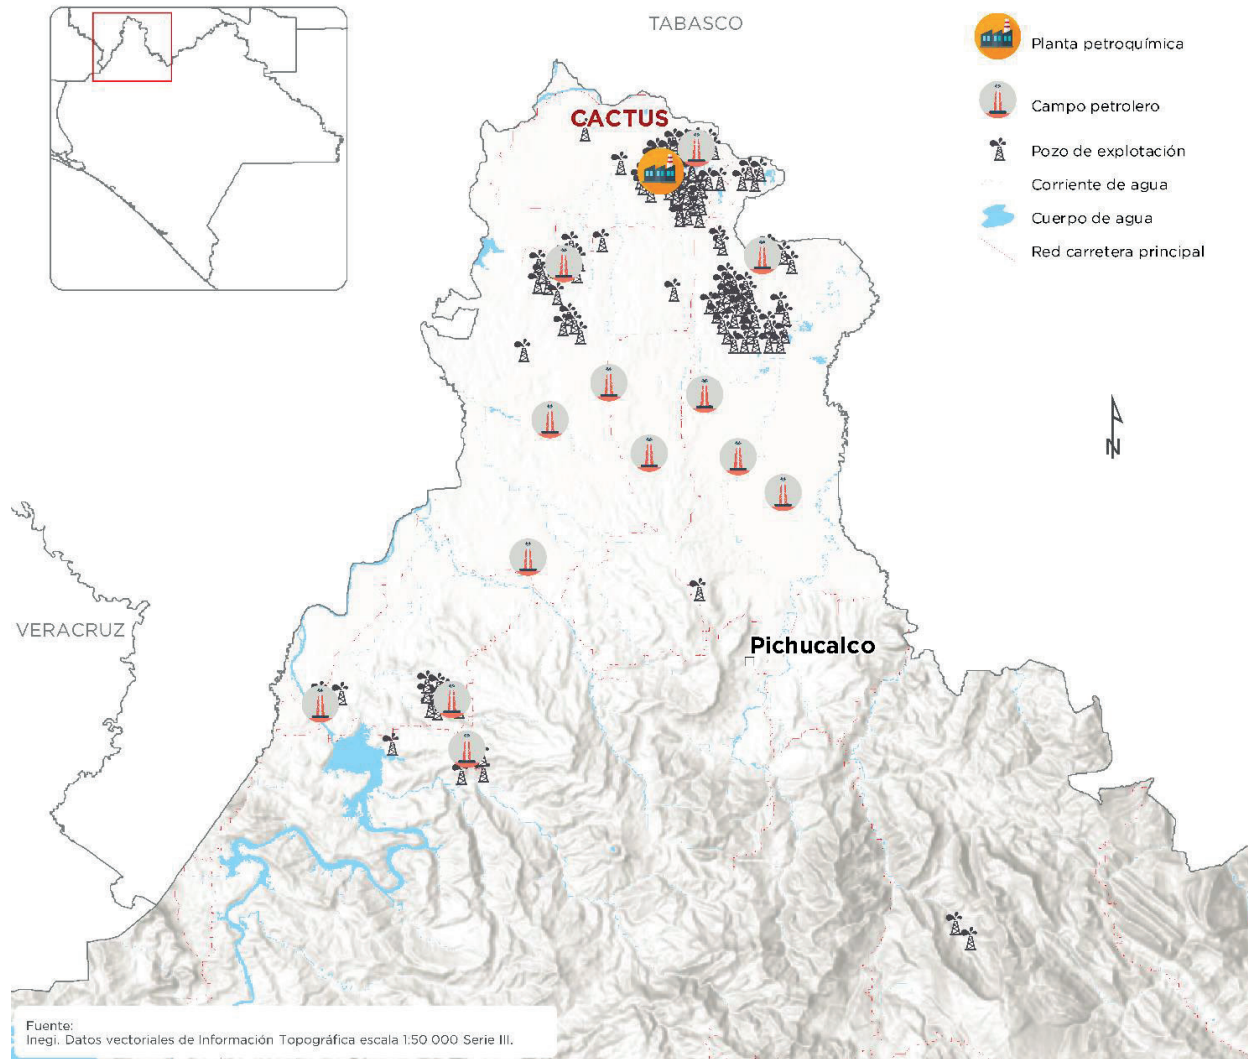 TABASCO
Planta petroquímica
Campo petrolero
Pozo de explotación
Corriente de agua
Cuerpo de agua
Red carretera principal
CACTUS
N
VERACRUZ
Pichucalco
Fuente:
Inegi. Datos vectoriales de Información Topográfica escala 1:50 000 Serie III.